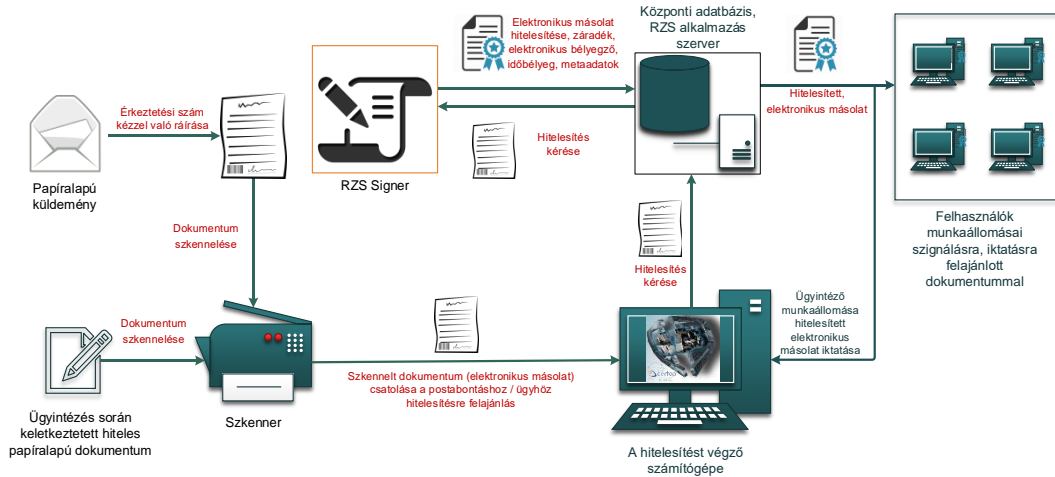 Elektronikus másolat
hitelesítése, záradék,
elektronikus bélyegző,
időbélyeg, metaadatok
Központi adatbázis,
RZS alkalmazás
szerver
Érkeztetési szám
kézzel való ráírása
Hitelesítés
kérése
Hitelesített,
elektronikus másolat
Papíralapú
küldemény
RZS Signer
Dokumentum
szkennelése
Hitelesítés
kérése
Felhasználók
munkaállomásai
szignálásra, iktatásra
felajánlott
dokumentummal
Dokumentum
szkennelése
Ügyintéző
munkaállomása
hitelesített
elektronikus
másolat iktatása
Szkennelt dokumentum (elektronikus másolat)
csatolása a postabontáshoz / ügyhöz
hitelesítésre felajánlás
Ügyintézés során
keletkeztetett hiteles
papíralapú dokumentum
Szkenner
A hitelesítést végző
számítógépe